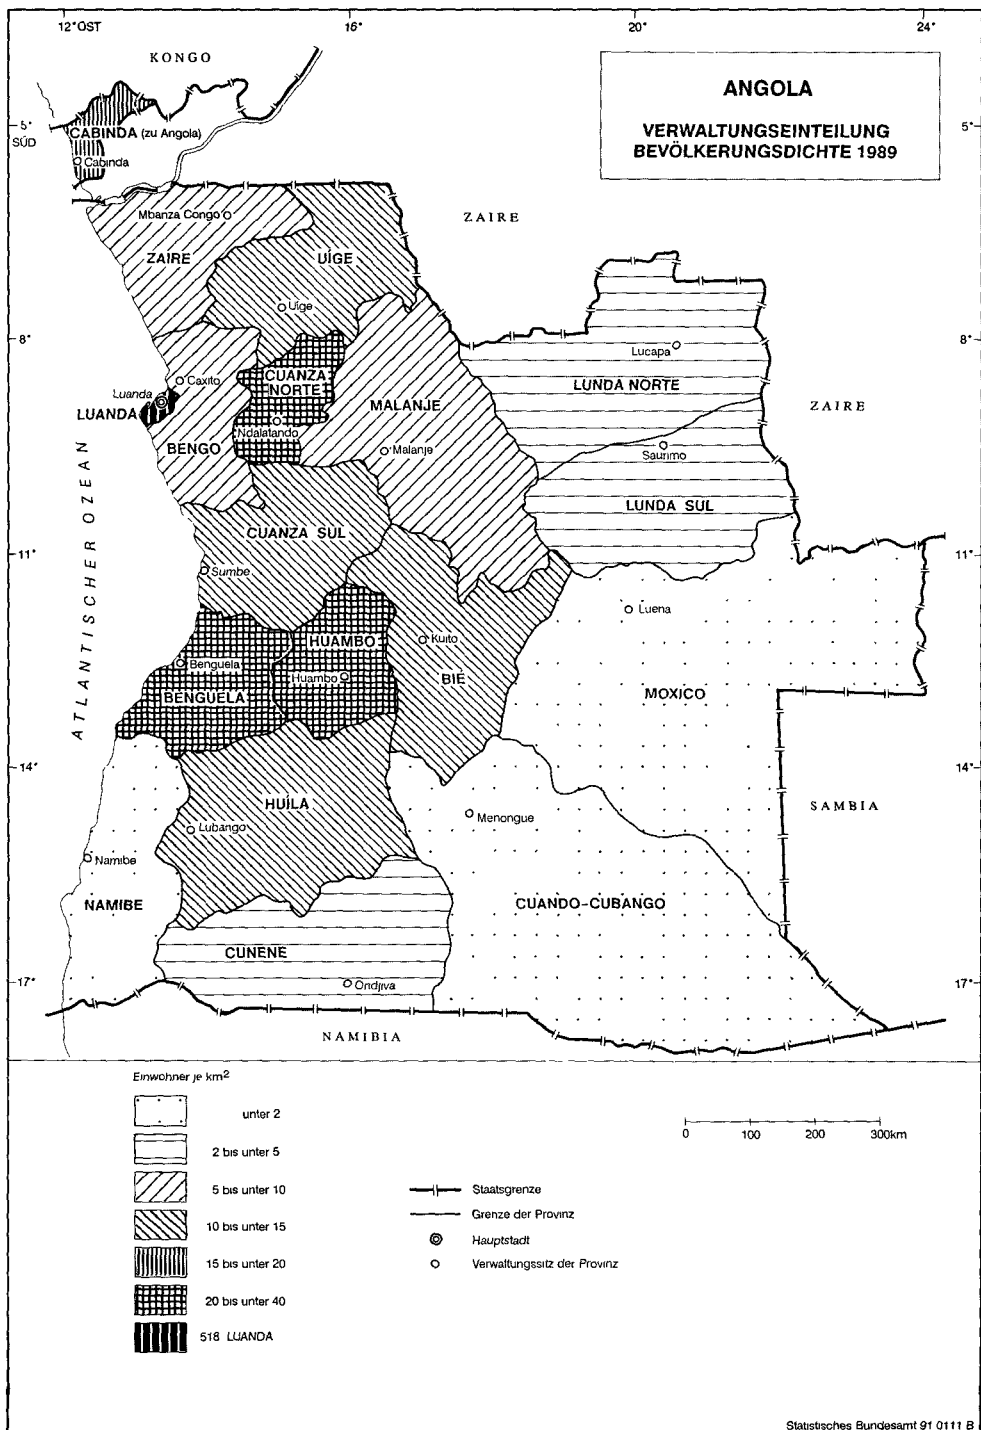 12°OST
16°
20°
24°
KONGO
ANGOLA
VERWALTUNGSEINTEILUNG
BEVÖLKERUNGSDICHTE 1989
5°
SÜD
5°
CABINDA (zu Angola)
Cabinda
Mbanza Congo
ZAIRE
ZAIRE
UÍGE
Uíge
8°
8°
Lucapa
CUANZA
NORTE
LUNDA NORTE
Caxito
Luanda
LUANDA
MALANJE
ZAIRE
Ndalatando
BENGO
Malanje
Saurimo
LUNDA SUL
CUANZA SUL
11°
11°
Sumbe
Luena
HUAMBO
Kuito
Benguela
Huambo
BIÉ
BENGUELA
MOXICO
ATLANTISCHER OZEAN
14°
14°
HUÍLA
SAMBIA
Menongue
Lubango
Namibe
NAMIBE
CUANDO-CUBANGO
CUNENE
17°
17°
Ondjiva
NAMIBIA
Einwohner je km²
unter 2
2 bis unter 5
5 bis unter 10
10 bis unter 15
15 bis unter 20
20 bis unter 40
518 LUANDA
0 100 200 300km
Staatsgrenze
Grenze der Provinz
Hauptstadt
Verwaltungssitz der Provinz
Statistisches Bundesamt 91 0111 B